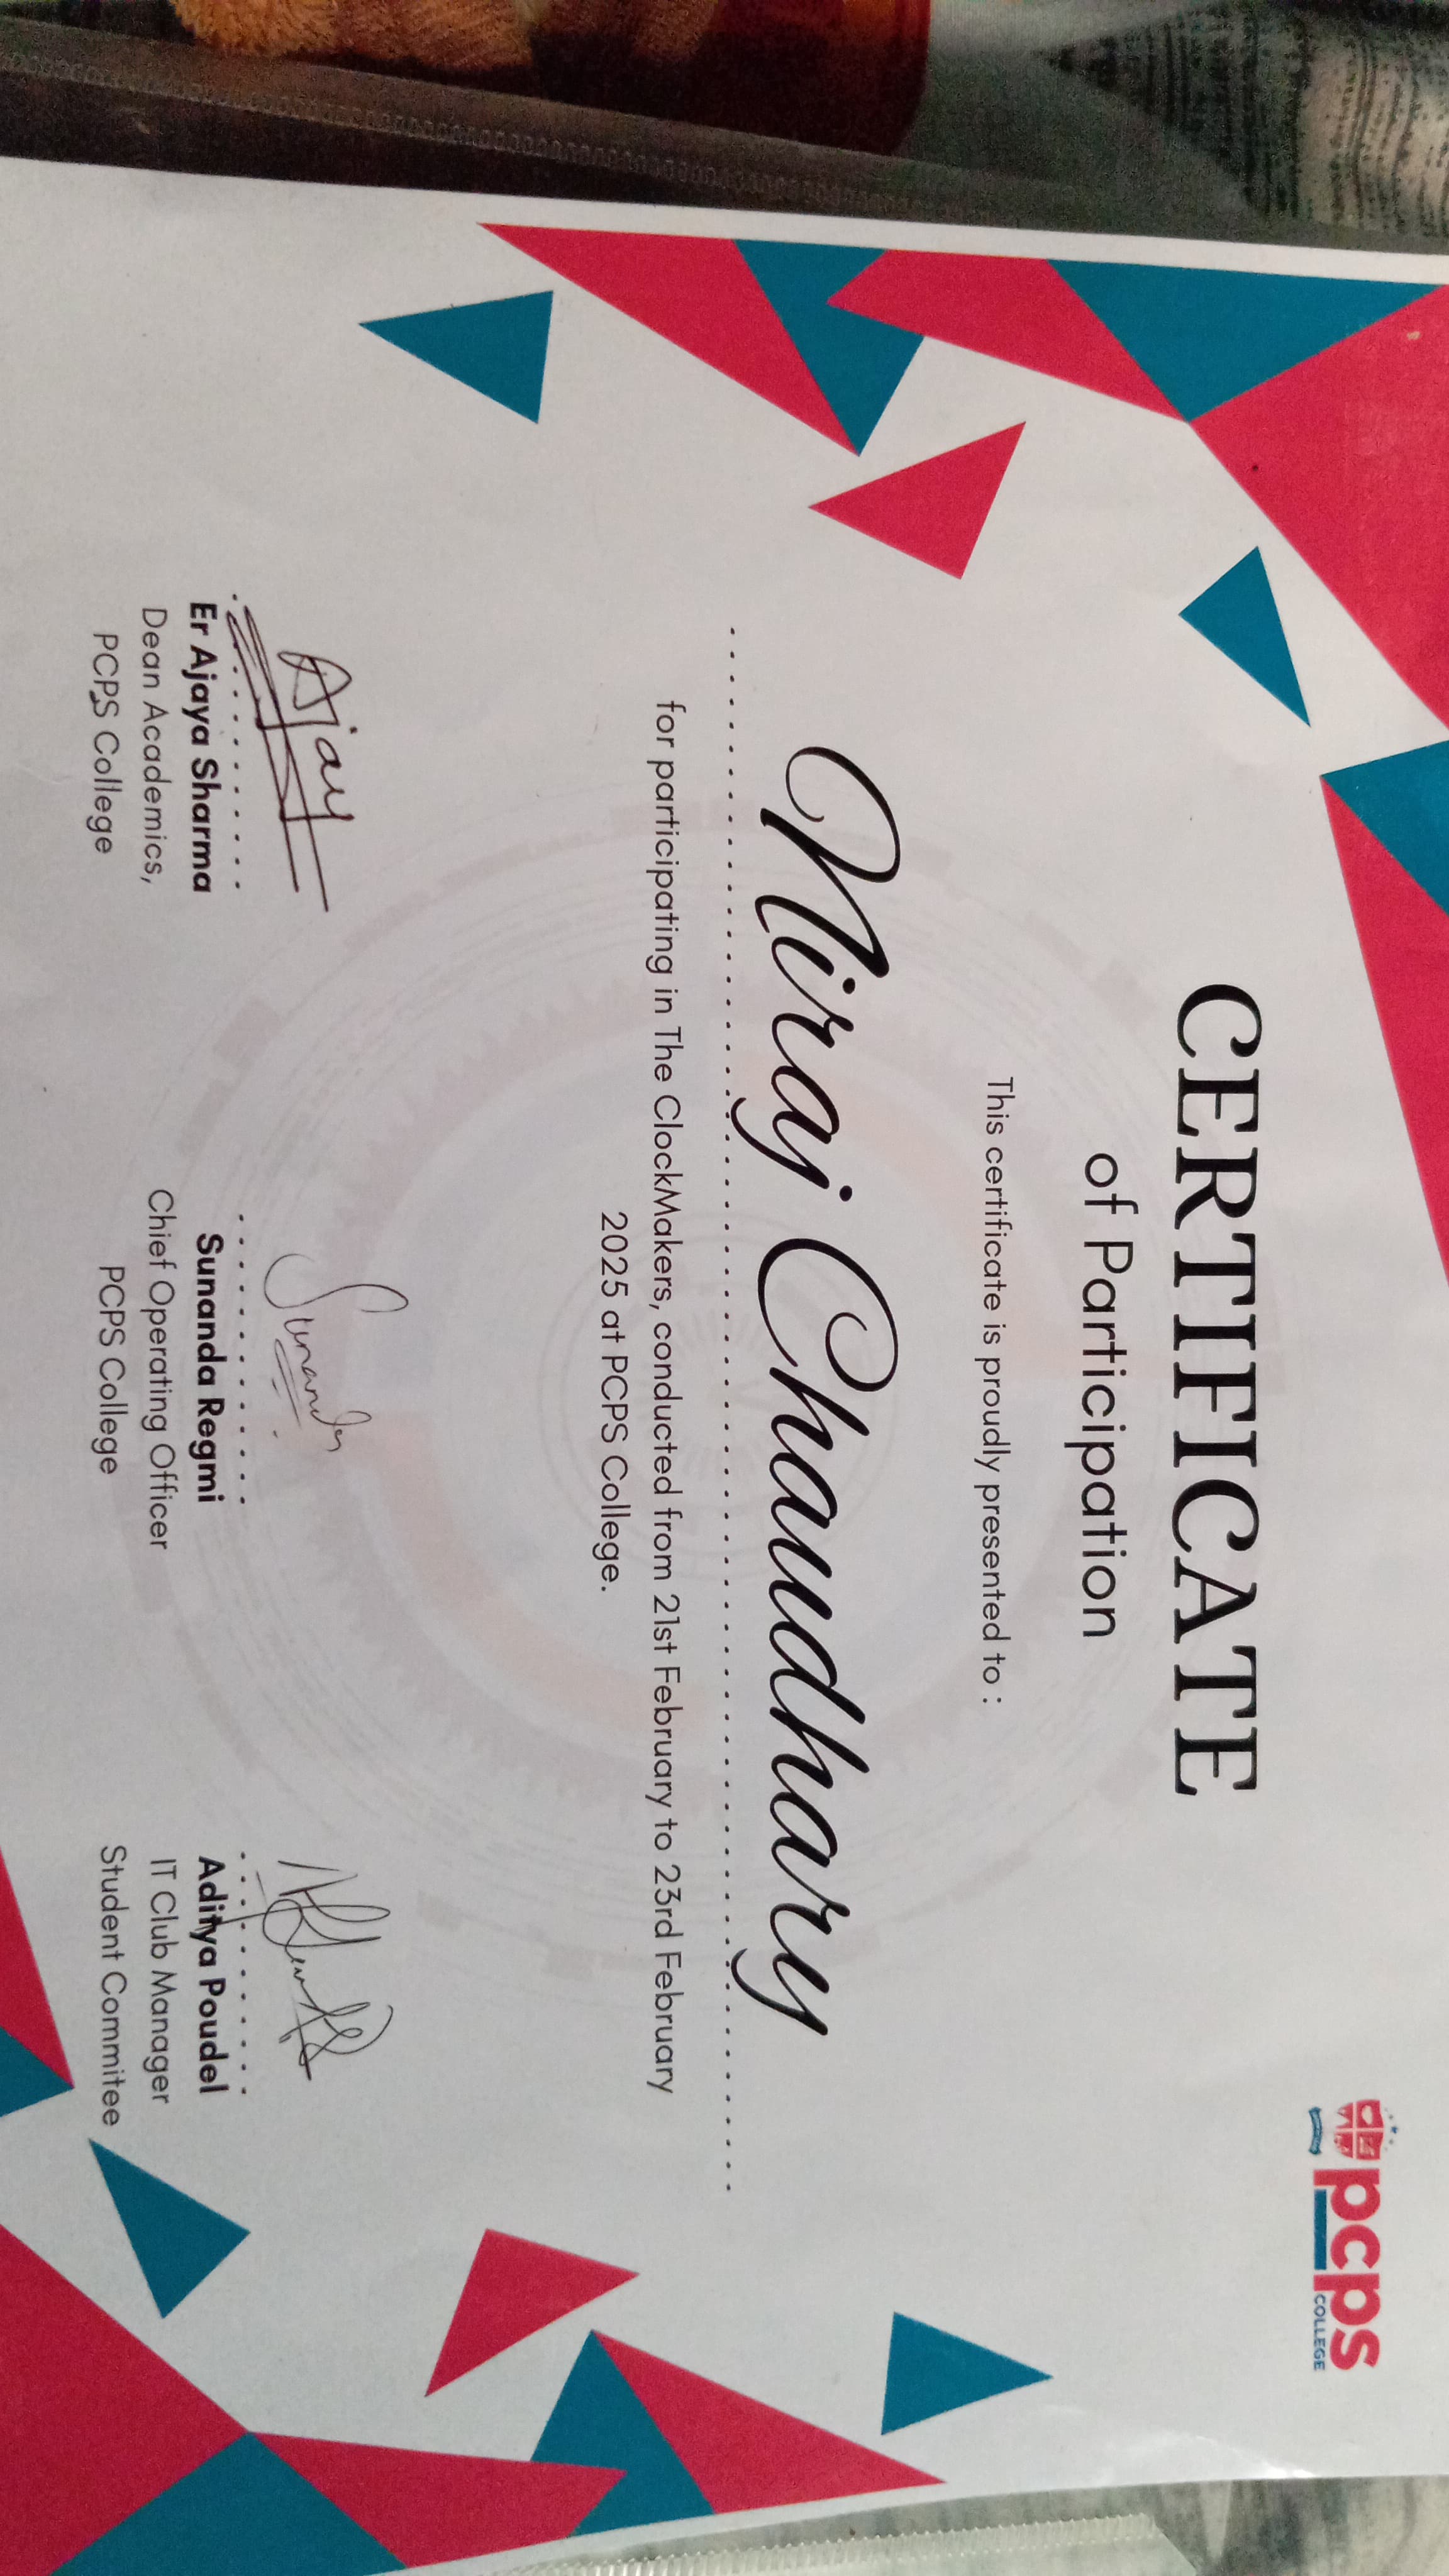 pcps
COLLEGE
CERTIFICATE
of Participation
This certificate is proudly presented to :
Niraj Chaudhary
for participating in The ClockMakers, conducted from 21st February to 23rd February
2025 at PCPS College.
Ajay
Sunanda
Er Ajaya Sharma
Dean Academics,
PCPS College
Sunanda Regmi
Chief Operating Officer
PCPS College
Aditya Poudel
IT Club Manager
Student Commitee